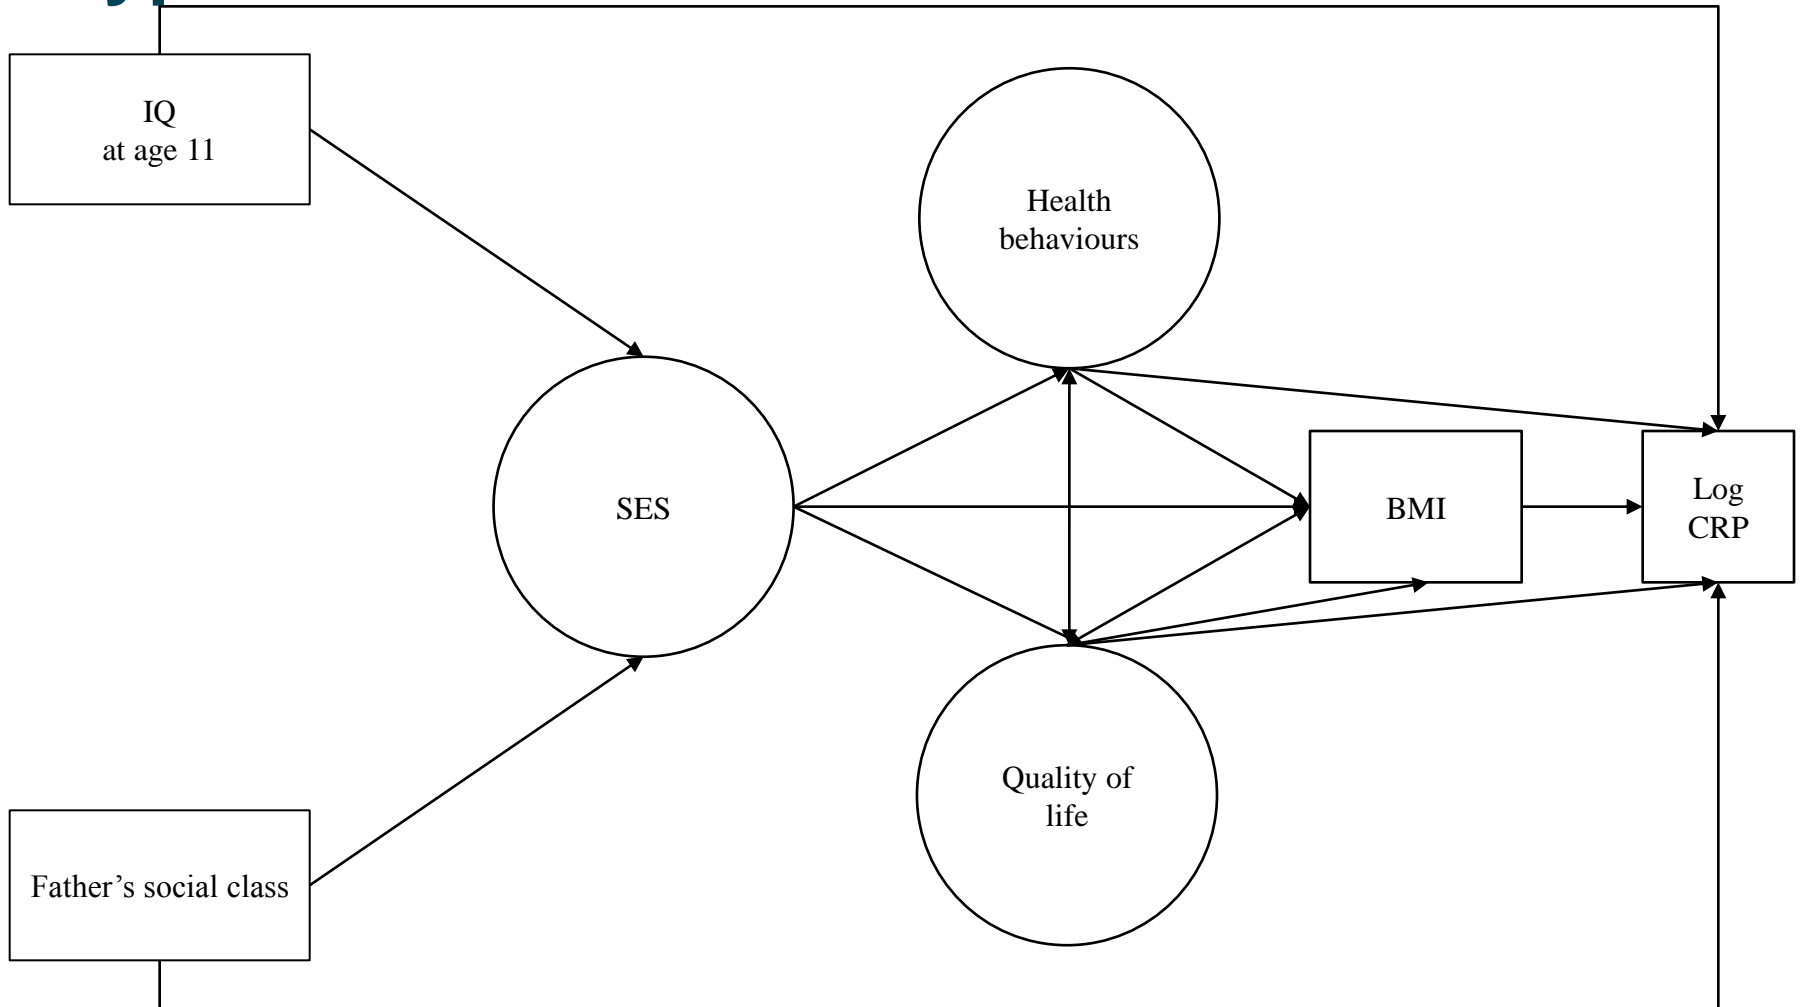 IQ
at age 11
Health
behaviours
SES
BMI
Log
CRP
Quality of
life
Father’s social class